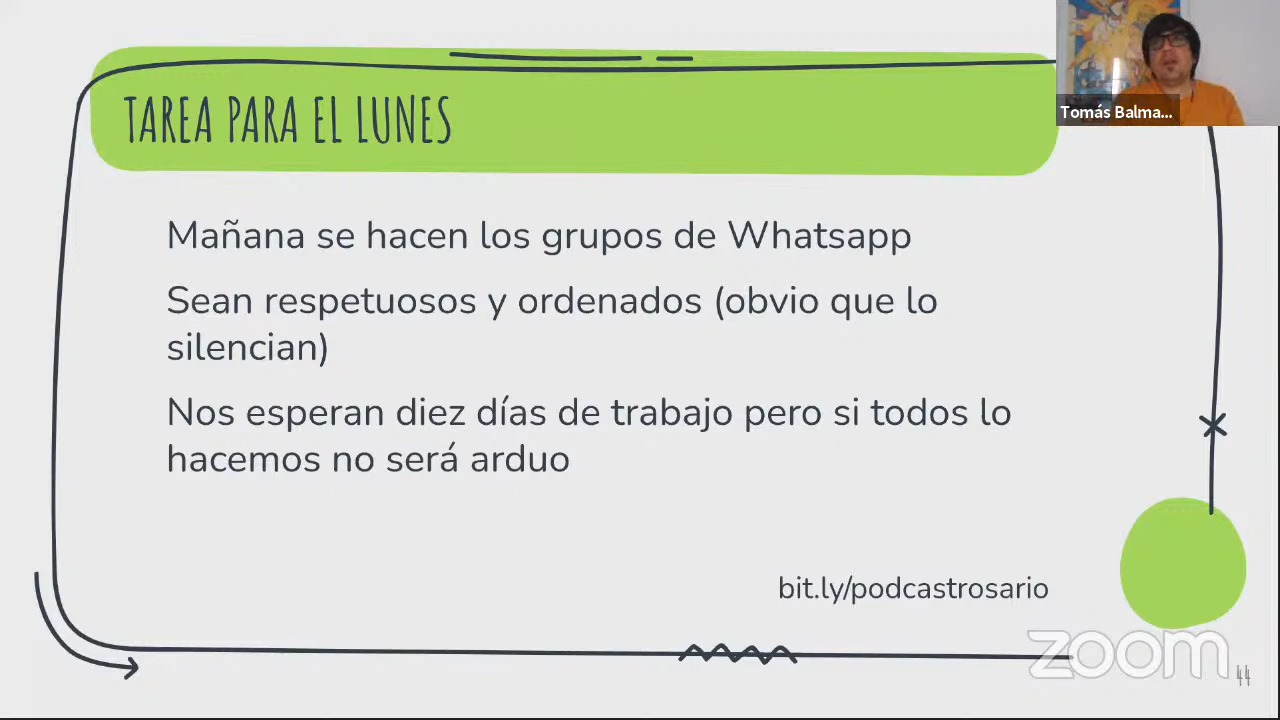 TAREA PARA EL LUNES
Tomás Balma...
Mañana se hacen los grupos de Whatsapp
Sean respetuosos y ordenados (obvio que lo
silencian)
Nos esperan diez días de trabajo pero si todos lo
hacemos no será arduo
bit.ly/podcastrosario
zoom
44